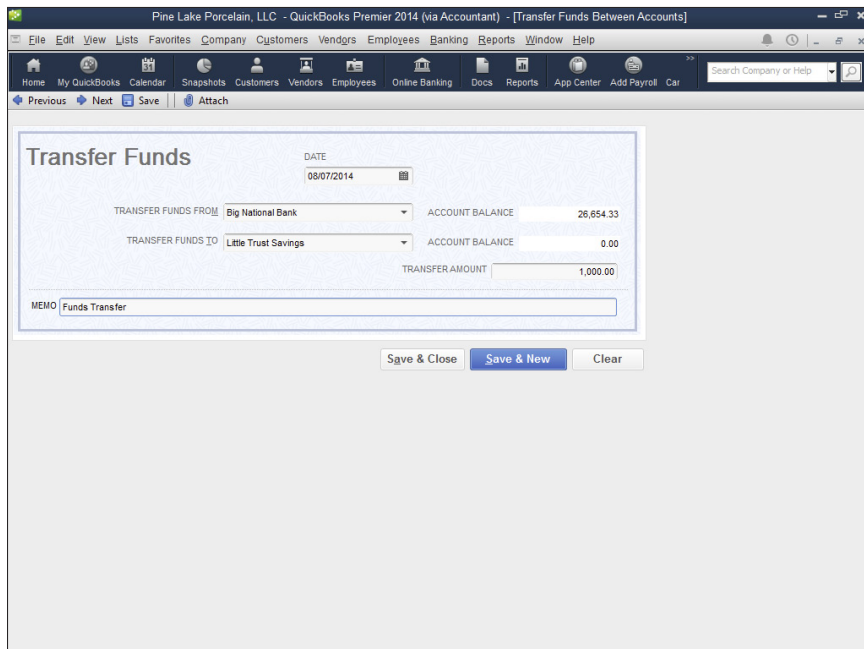 Pine Lake Porcelain, LLC - QuickBooks Premier 2014 (via Accountant) - [Transfer Funds Between Accounts]
File Edit View Lists Favorites Company Customers Vendors Employees Banking Reports Window Help
31
Home My QuickBooks Calendar Snapshots Customers Vendors Employees Online Banking Docs Reports App Center Add Payroll Car >> Search Company or Help
Previous Next Save Attach
Transfer Funds
DATE
08/07/2014
TRANSFER FUNDS FROM Big National Bank ACCOUNT BALANCE 26,654.33
TRANSFER FUNDS TO Little Trust Savings ACCOUNT BALANCE 0.00
TRANSFER AMOUNT 1,000.00
MEMO Funds Transfer
Save & Close Save & New Clear